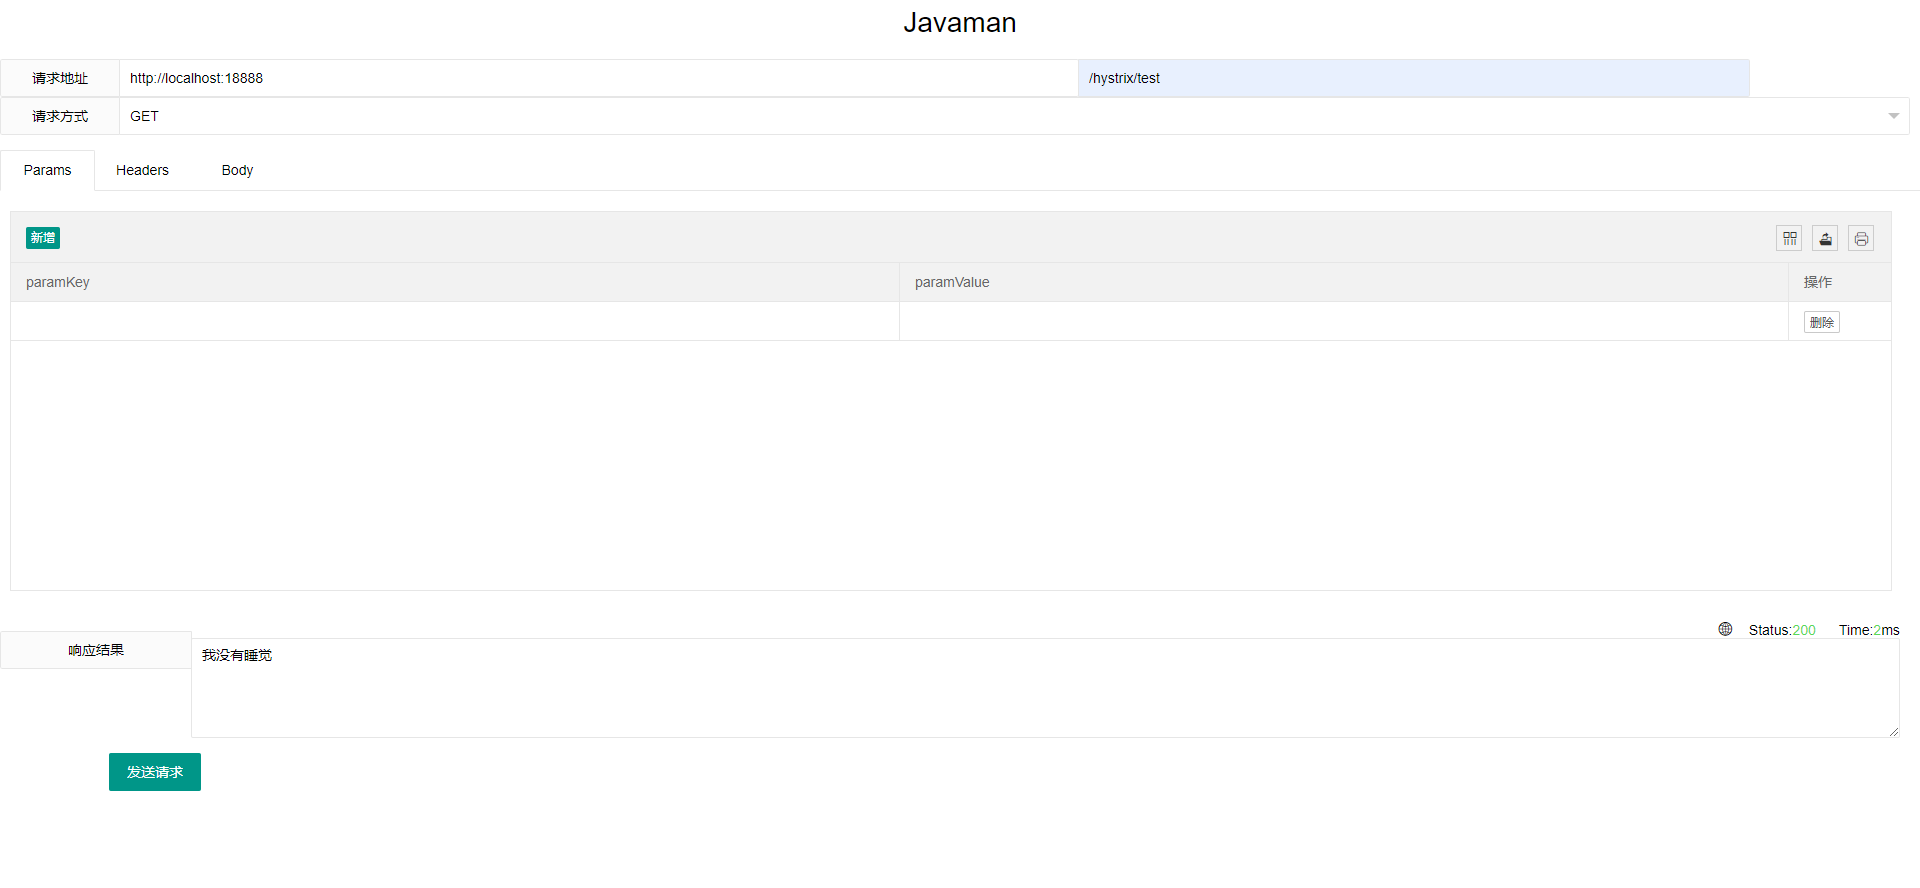 Javaman
请求地址 http://localhost:18888 /hystrix/test
请求方式 GET
Params Headers Body
新增
paramKey paramValue 操作
删除
Status:200 Time:2ms
响应结果 我没有睡觉
发送请求